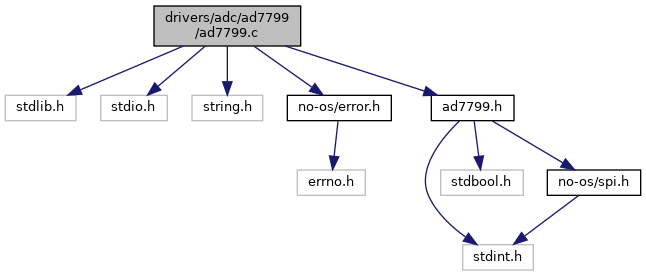 drivers/adc/ad7799
/ad7799.c
stdlib.h
stdio.h
string.h
no-os/error.h
ad7799.h
errno.h
stdbool.h
no-os/spi.h
stdint.h